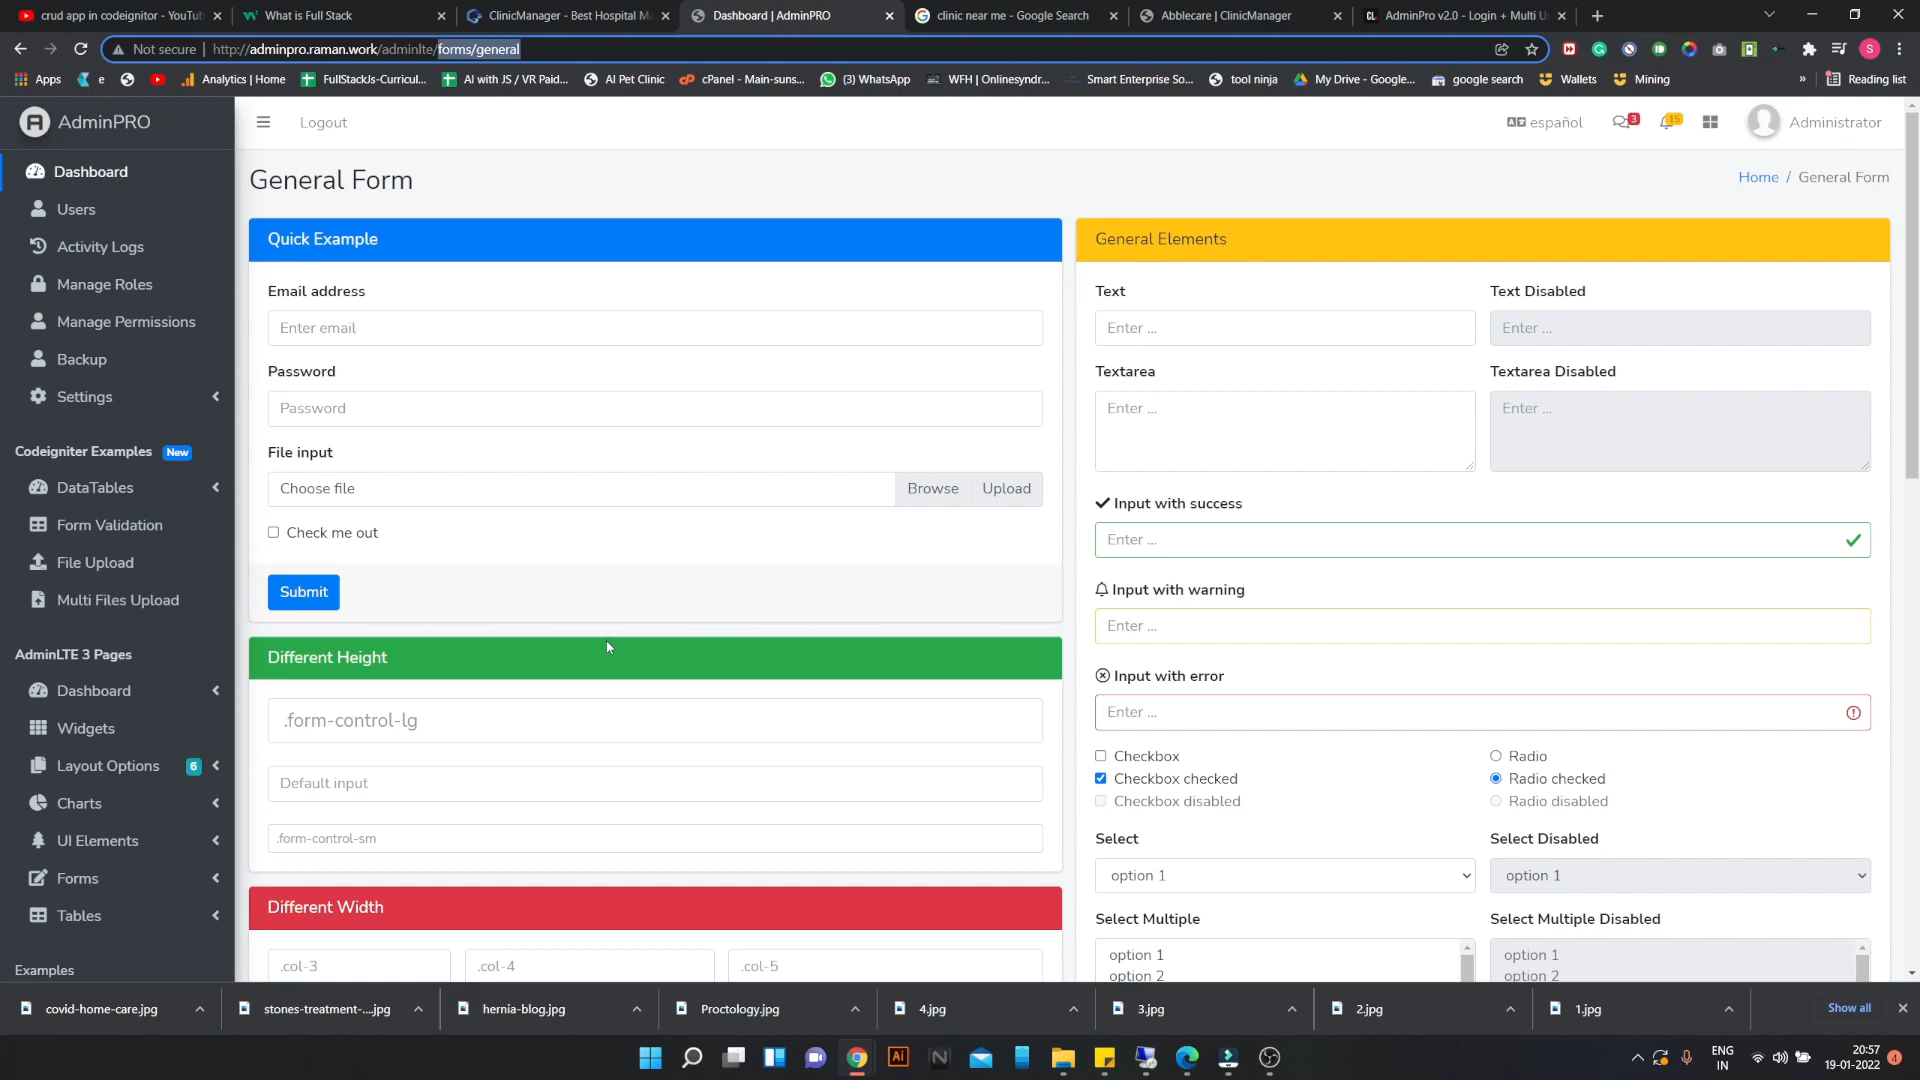 crud app in codeignitor - YouTub
What is Full Stack
ClinicManager - Best Hospital Ma
Dashboard | AdminPRO
clinic near me - Google Search
Abblecare | ClinicManager
AdminPro v2.0 - Login + Multi U
Not secure | http://adminpro.raman.work/adminlte/forms/general
Apps
e
Analytics | Home
FullStackJs-Curricul...
AI with JS / VR Paid...
AI Pet Clinic
cPanel - Main-suns...
(3) WhatsApp
WFH | Onlinesyndr...
Smart Enterprise So...
tool ninja
My Drive - Google...
google search
Wallets
Mining
»
Reading list
AdminPRO
Logout
español
3
15
Administrator
Dashboard
Users
Activity Logs
Manage Roles
Manage Permissions
Backup
Settings
Codeigniter Examples New
DataTables
Form Validation
File Upload
Multi Files Upload
AdminLTE 3 Pages
Dashboard
Widgets
Layout Options 6
Charts
UI Elements
Forms
Tables
Examples
General Form
Home / General Form
Quick Example
Email address
Enter email
Password
Password
File input
Choose file Browse Upload
Check me out
Submit
Different Height
.form-control-lg
Default input
.form-control-sm
Different Width
.col-3 .col-4 .col-5
General Elements
Text Text Disabled
Enter ... Enter ...
Textarea Textarea Disabled
Enter ... Enter ...
Input with success
Enter ...
Input with warning
Enter ...
Input with error
Enter ...
Checkbox Radio
Checkbox checked Radio checked
Checkbox disabled Radio disabled
Select Select Disabled
option 1 option 1
Select Multiple Select Multiple Disabled
option 1 option 1
option 2 option 2
covid-home-care.jpg
stones-treatment-....jpg
hernia-blog.jpg
Proctology.jpg
4.jpg
3.jpg
2.jpg
1.jpg
Show all
Ai
N
ENG
IN
20:57
19-01-2022
4